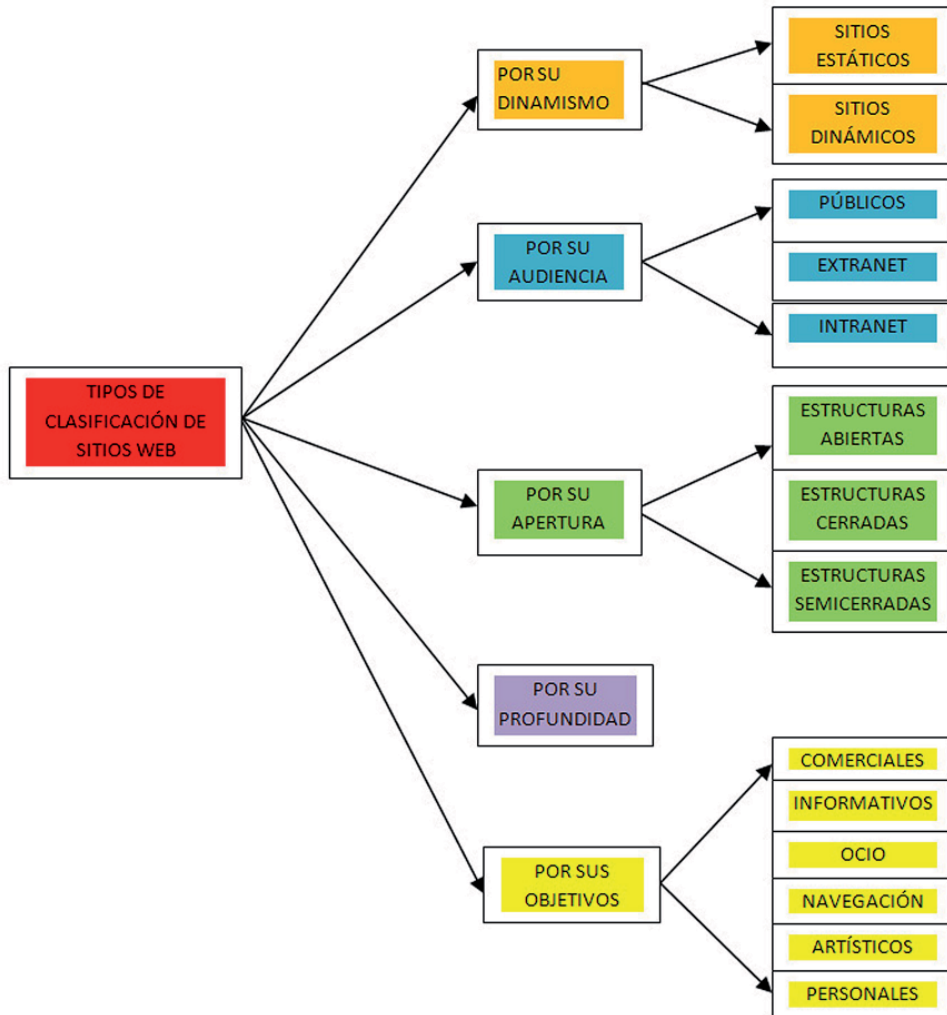 TIPOS DE
CLASIFICACIÓN DE
SITIOS WEB
POR SU
DINAMISMO
SITIOS
ESTÁTICOS
SITIOS
DINÁMICOS
POR SU
AUDIENCIA
PÚBLICOS
EXTRANET
INTRANET
POR SU
APERTURA
ESTRUCTURAS
ABIERTAS
ESTRUCTURAS
CERRADAS
ESTRUCTURAS
SEMICERRADAS
POR SU
PROFUNDIDAD
POR SUS
OBJETIVOS
COMERCIALES
INFORMATIVOS
OCIO
NAVEGACIÓN
ARTÍSTICOS
PERSONALES